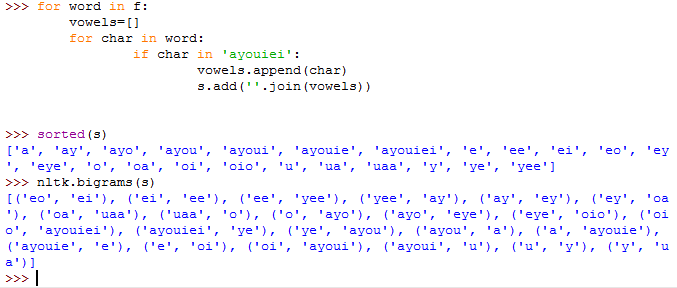 >>> for word in f:
        vowels=[]
        for char in word:
                if char in 'ayouiei':
                        vowels.append(char)
                        s.add(''.join(vowels))
>>> sorted(s)
['a', 'ay', 'ayo', 'ayou', 'ayoui', 'ayouie', 'ayouiei', 'e', 'ee', 'ei', 'eo', 'ey
', 'eye', 'o', 'oa', 'oi', 'oio', 'u', 'ua', 'uaa', 'y', 'ye', 'yee']
>>> nltk.bigrams(s)
[('eo', 'ei'), ('ei', 'ee'), ('ee', 'yee'), ('yee', 'ay'), ('ay', 'ey'), ('ey', 'oa
'), ('oa', 'uaa'), ('uaa', 'o'), ('o', 'ayo'), ('ayo', 'eye'), ('eye', 'oio'), ('oi
o', 'ayouiei'), ('ayouiei', 'ye'), ('ye', 'ayou'), ('ayou', 'a'), ('a', 'ayouie'),
('ayouie', 'e'), ('e', 'oi'), ('oi', 'ayoui'), ('ayoui', 'u'), ('u', 'y'), ('y', 'u
a')]
>>>